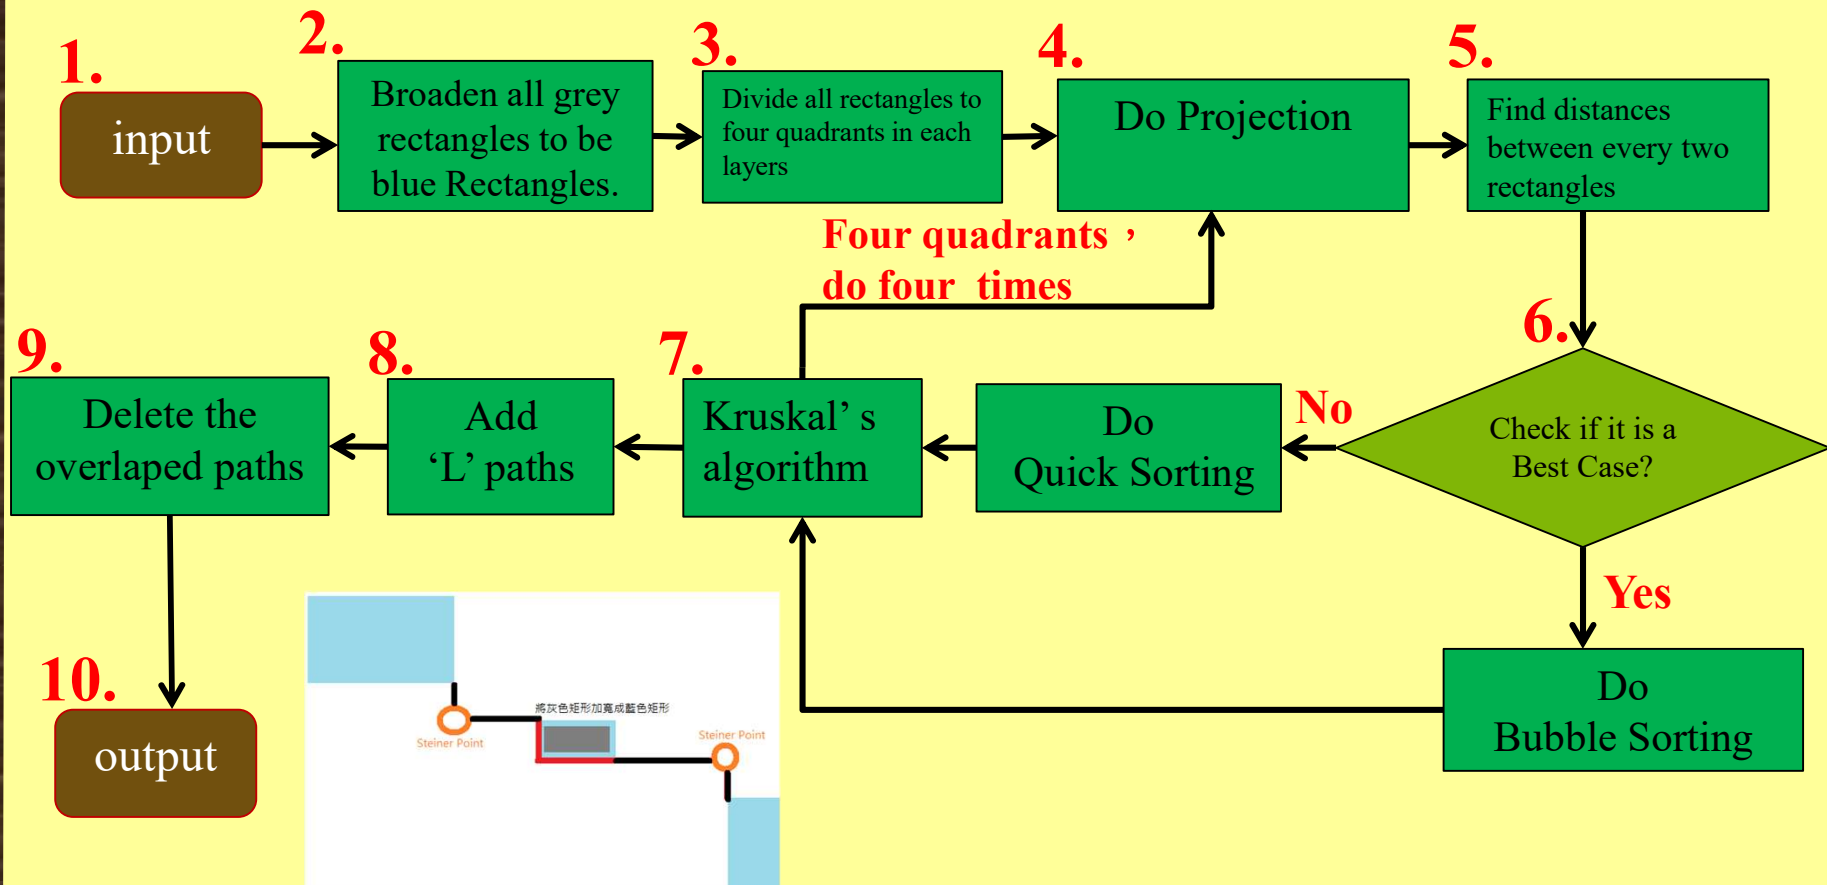 1.
input
2.
Broaden all grey
rectangles to be
blue Rectangles.
3.
Divide all rectangles to
four quadrants in each
layers
4.
Do Projection
5.
Find distances
between every two
rectangles
Four quadrants，
do four times
6.
Check if it is a
Best Case?
No
Yes
Do
Quick Sorting
Do
Bubble Sorting
7.
Kruskal’ s
algorithm
8.
Add
‘L’ paths
9.
Delete the
overlaped paths
10.
output
將灰色矩形加寬成藍色矩形
Steiner Point
Steiner Point